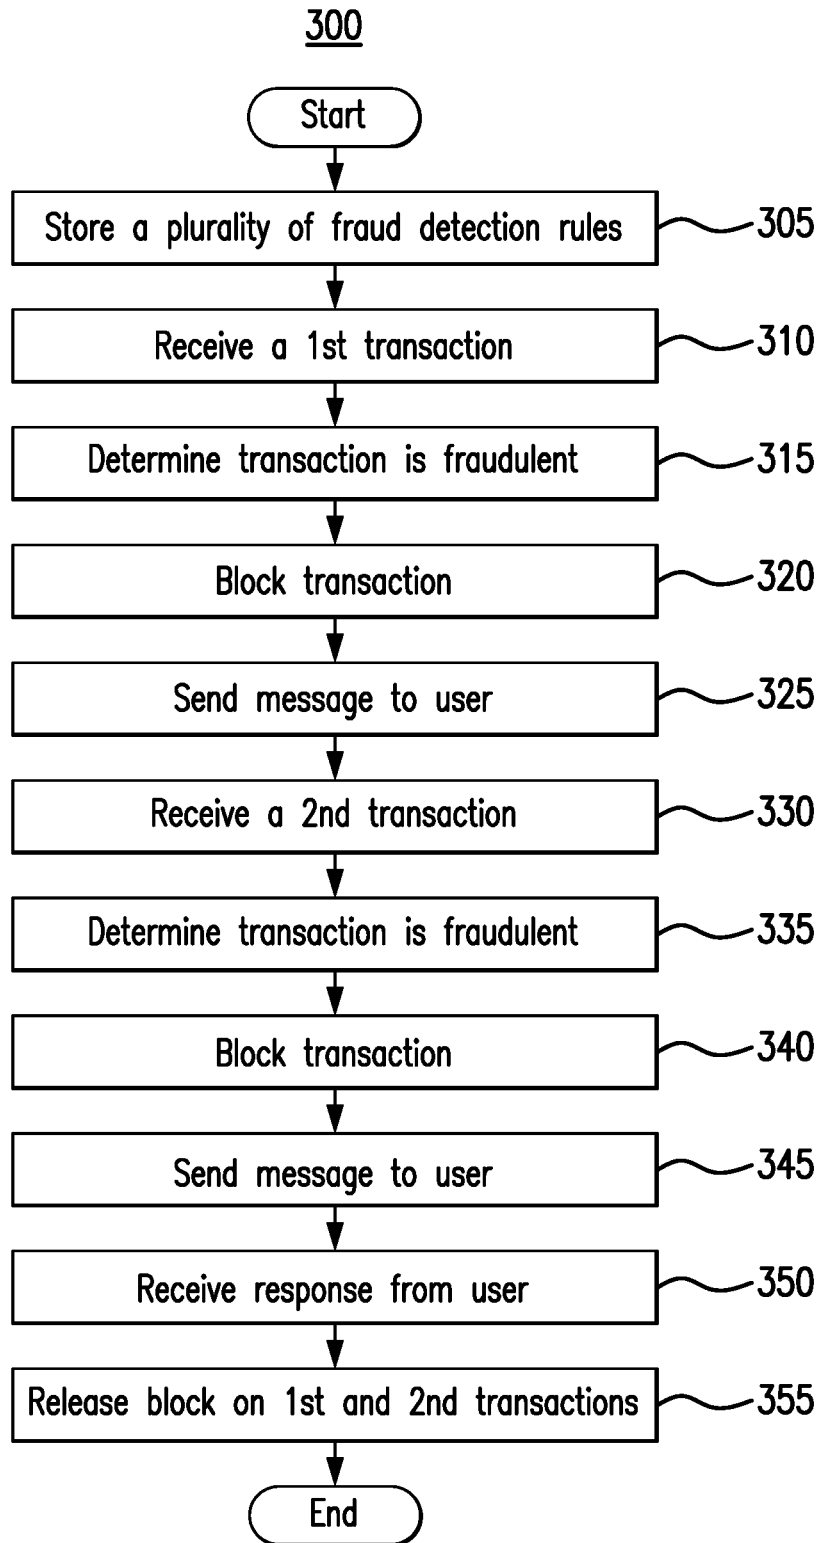 300
Start
Store a plurality of fraud detection rules
305
Receive a 1st transaction
310
Determine transaction is fraudulent
315
Block transaction
320
Send message to user
325
Receive a 2nd transaction
330
Determine transaction is fraudulent
335
Block transaction
340
Send message to user
345
Receive response from user
350
Release block on 1st and 2nd transactions
355
End